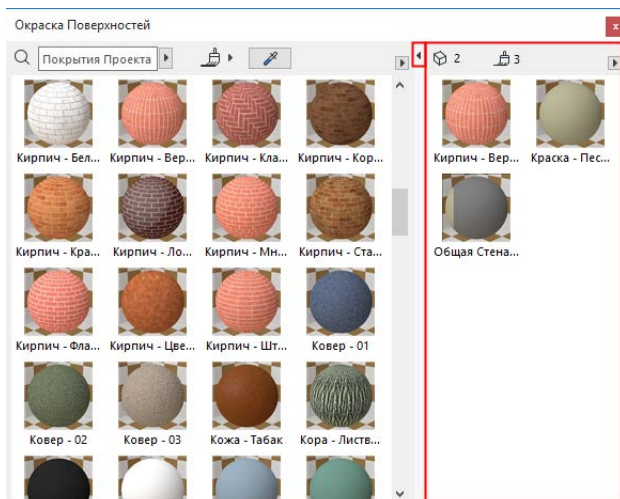 Окраска Поверхностей
Покрытия Проекта
Кирпич - Бел... Кирпич - Вер... Кирпич - Кла... Кирпич - Кор...
Кирпич - Кра... Кирпич - Ло... Кирпич - Мн... Кирпич - Ста...
Кирпич - Фла... Кирпич - Цве... Кирпич - Шт... Ковер - 01
Ковер - 02 Ковер - 03 Кожа - Табак Кора - Листв...
2 3
Кирпич - Вер... Краска - Пес...
Общая Стена...